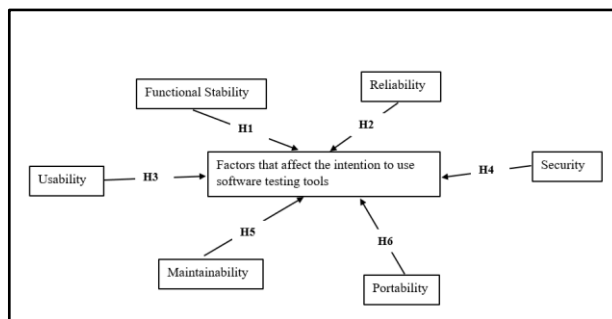 Reliability
Functional Stability
H1
H2
Factors that affect the intention to use
software testing tools
Usability
H3
H4
Security
H5
H6
Maintainability
Portability